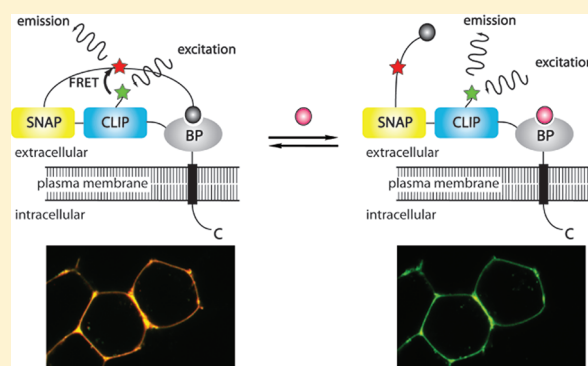 emission
excitation
FRET
SNAP
CLIP
BP
extracellular
plasma membrane
intracellular
C
emission
excitation
SNAP
CLIP
BP
extracellular
plasma membrane
intracellular
C